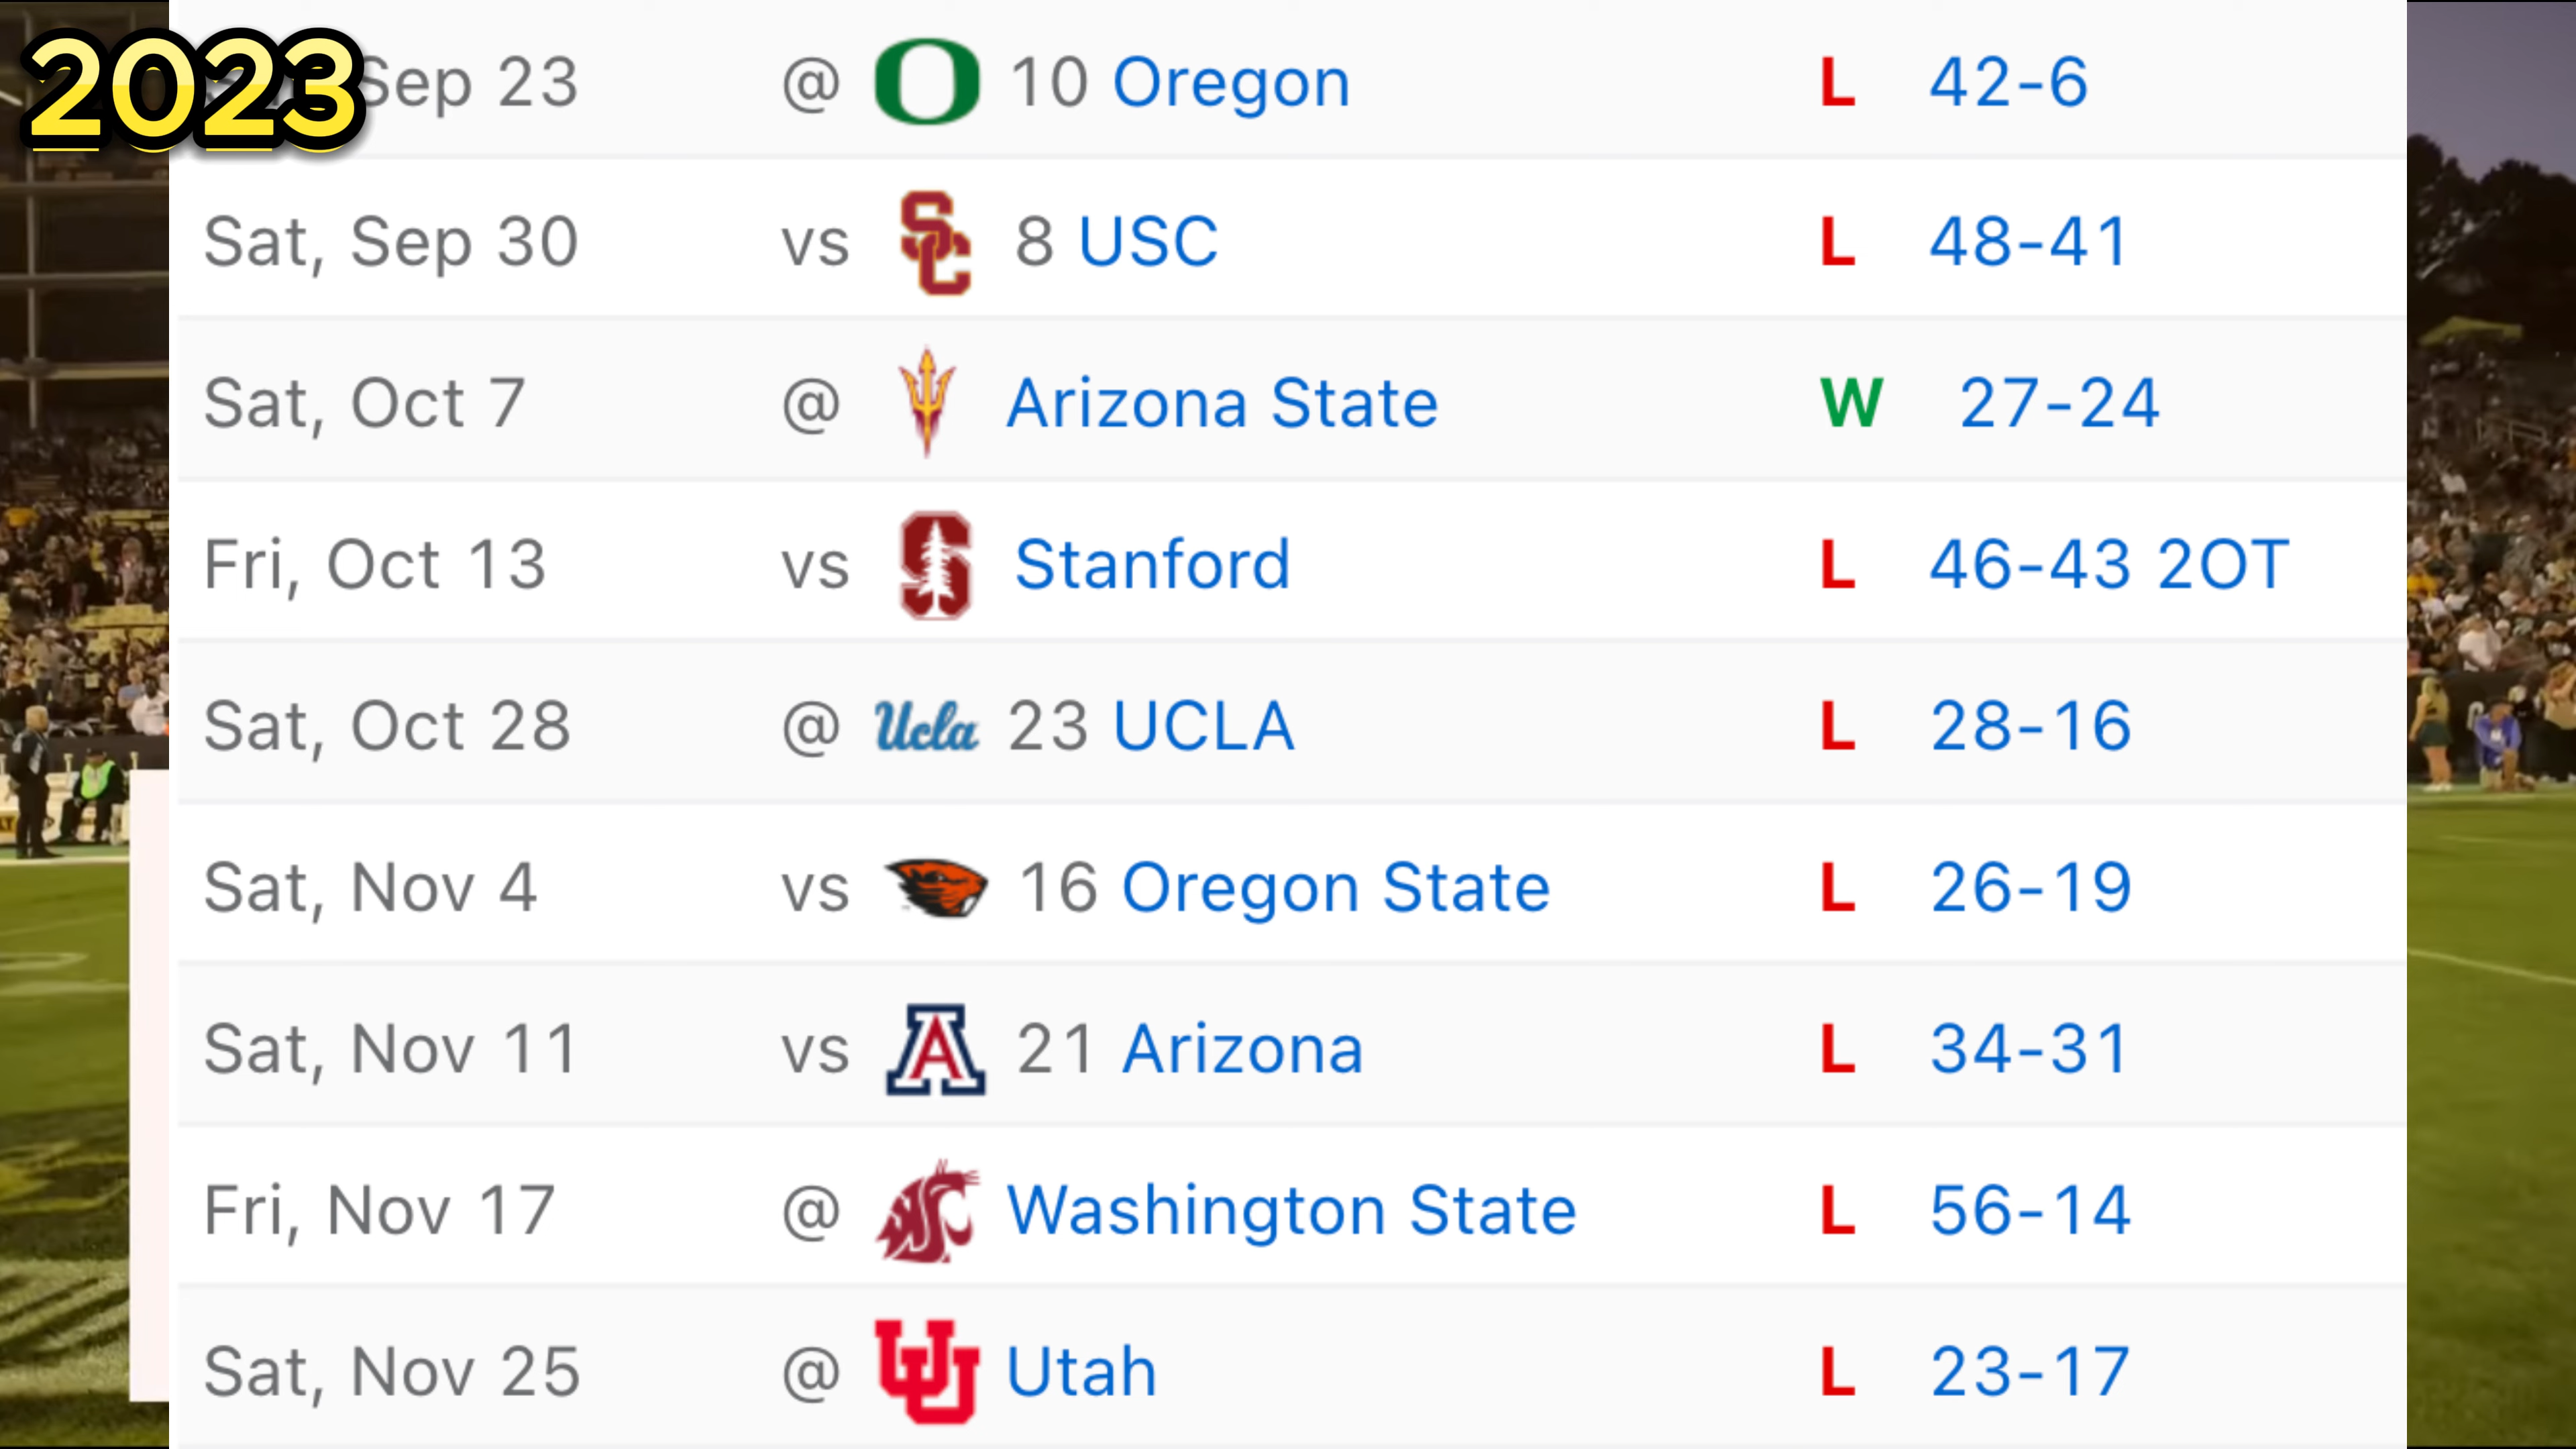 2023
Sep 23 @ O 10 Oregon L 42-6
Sat, Sep 30 vs SC 8 USC L 48-41
Sat, Oct 7 @ Arizona State W 27-24
Fri, Oct 13 vs S Stanford L 46-43 2OT
Sat, Oct 28 @ Ucla 23 UCLA L 28-16
Sat, Nov 4 vs 16 Oregon State L 26-19
Sat, Nov 11 vs A 21 Arizona L 34-31
Fri, Nov 17 @ WSC Washington State L 56-14
Sat, Nov 25 @ UU Utah L 23-17